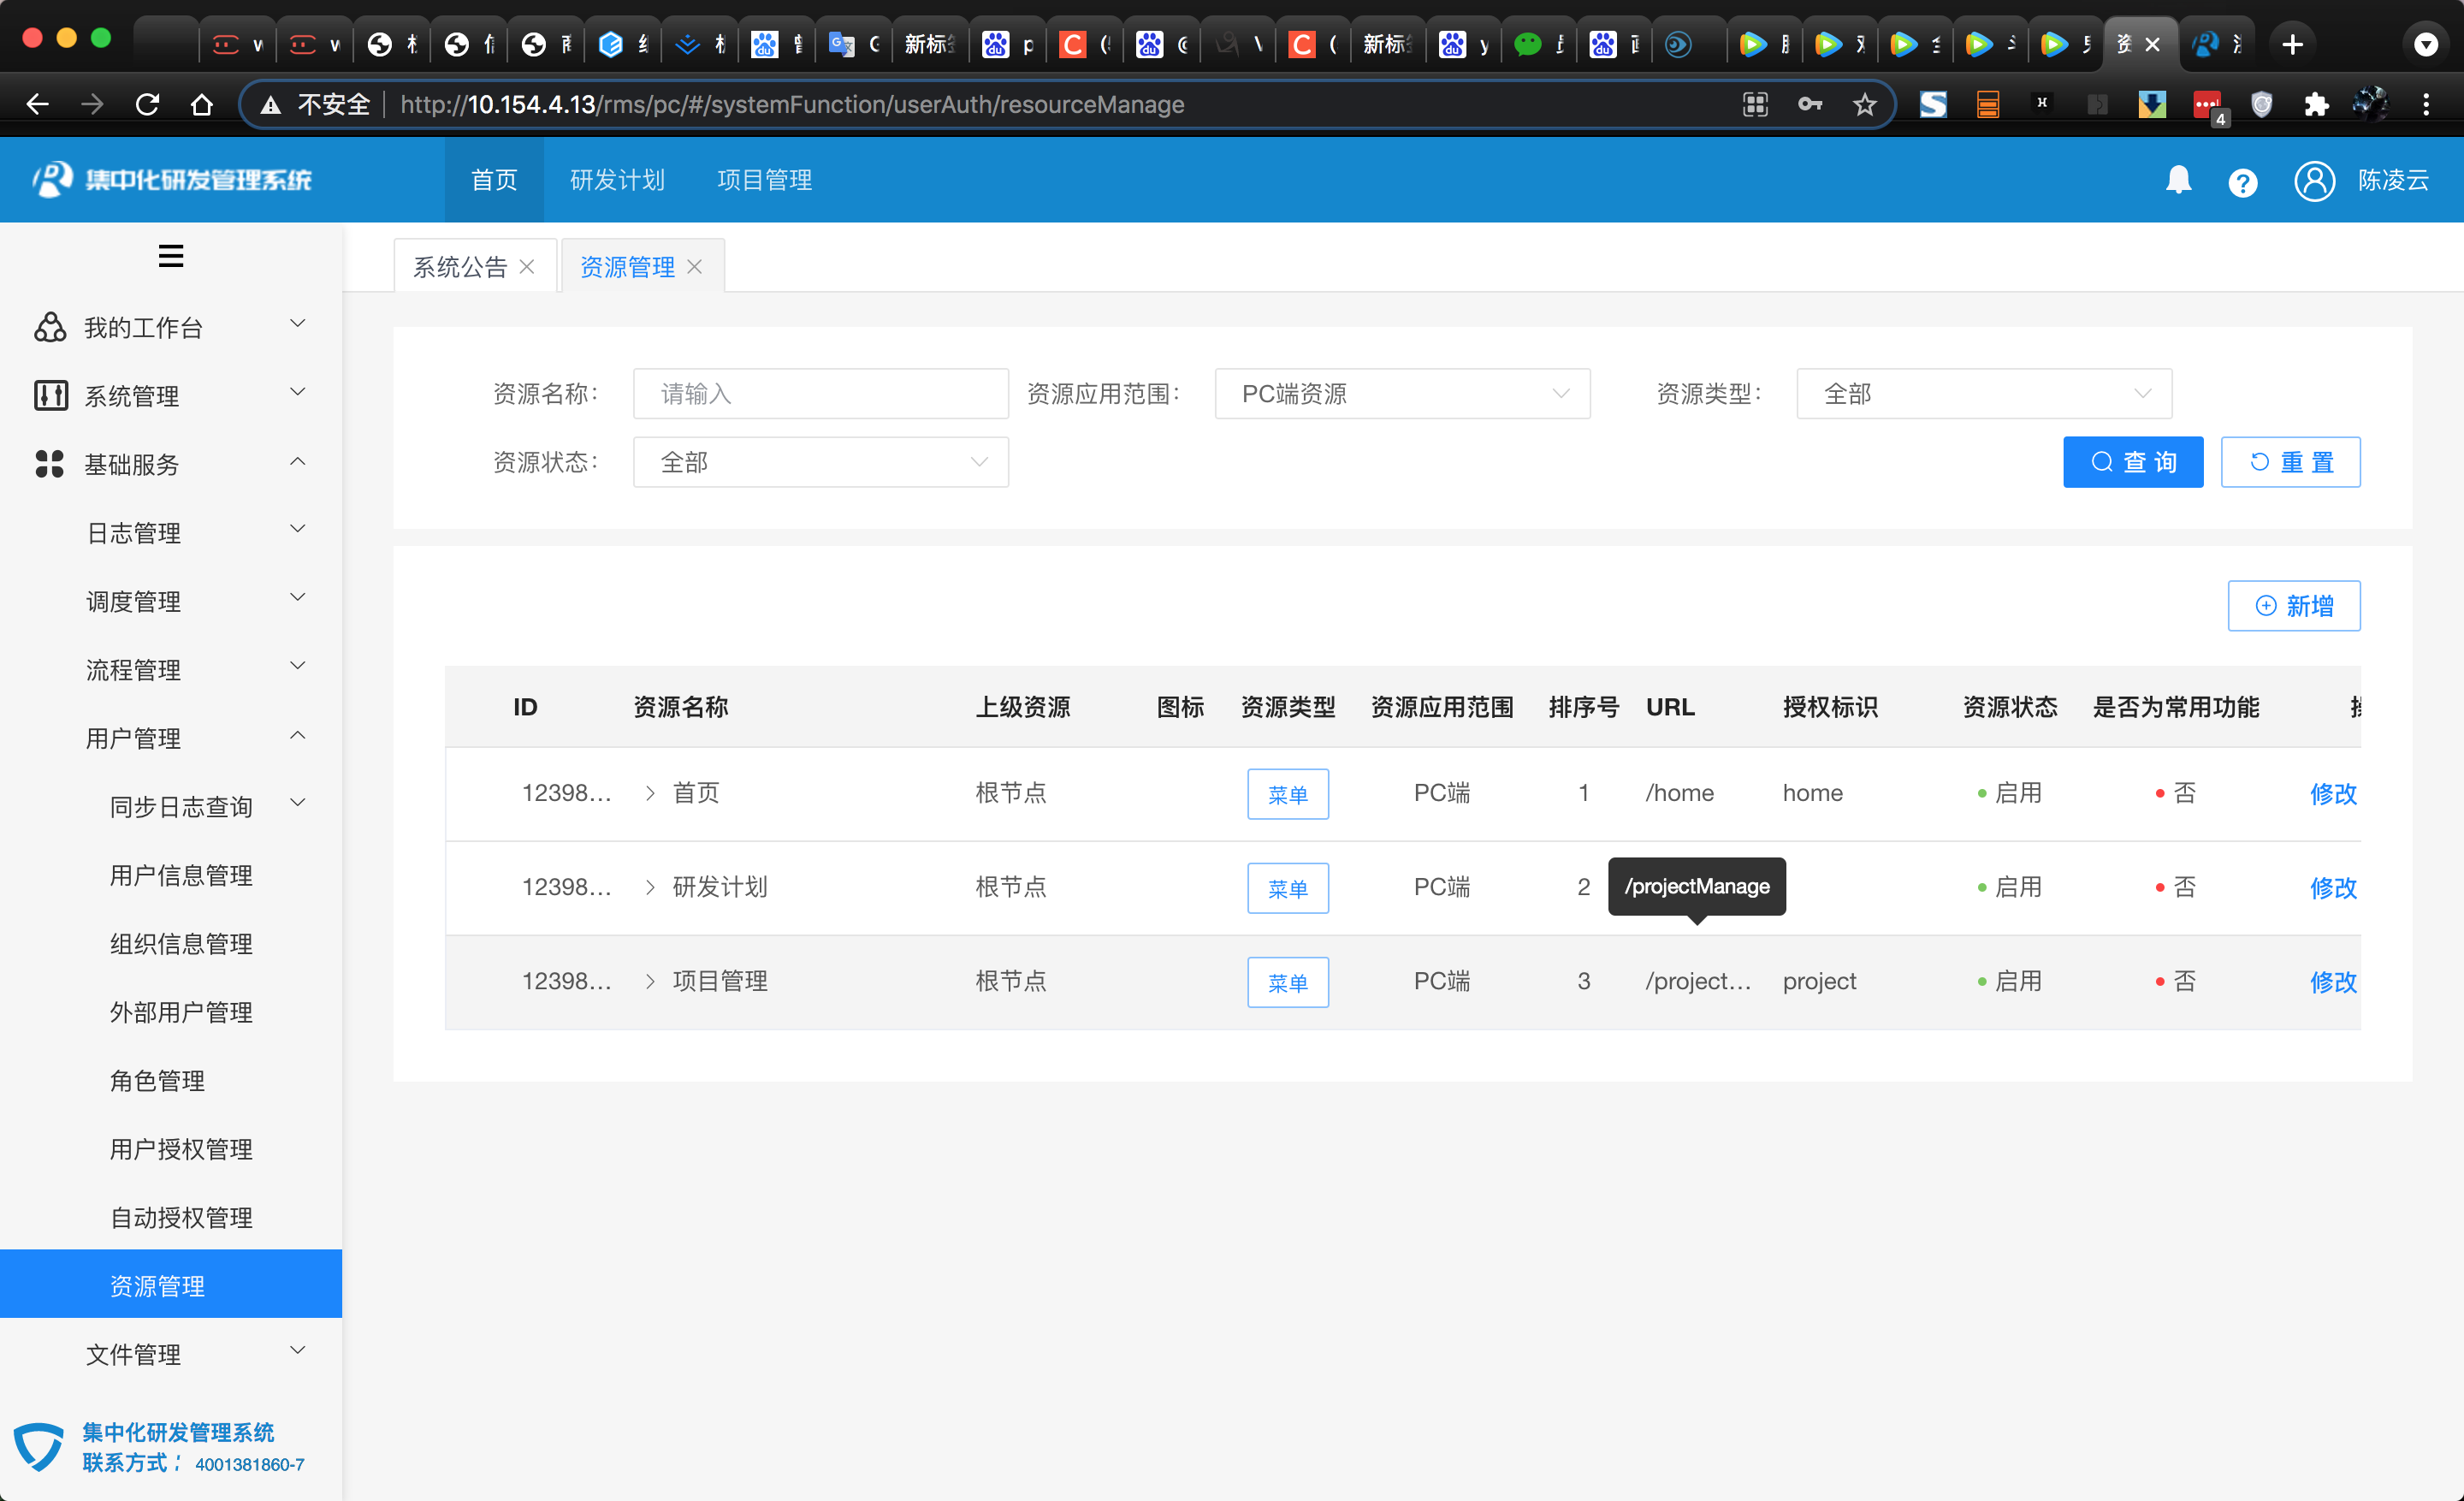 新标
新标
资
不安全
http://10.154.4.13/rms/pc/#/systemFunction/userAuth/resourceManage
4
集中化研发管理系统
首页
研发计划
项目管理
陈凌云
系统公告
资源管理
我的工作台
系统管理
基础服务
日志管理
调度管理
流程管理
用户管理
同步日志查询
用户信息管理
组织信息管理
外部用户管理
角色管理
用户授权管理
自动授权管理
资源管理
文件管理
集中化研发管理系统
联系方式： 4001381860-7
资源名称： 请输入 资源应用范围： PC端资源 资源类型： 全部
资源状态： 全部 查 询 重 置
新增
ID 资源名称 上级资源 图标 资源类型 资源应用范围 排序号 URL 授权标识 资源状态 是否为常用功能
12398... 首页 根节点 菜单 PC端 1 /home home 启用 否 修改
12398... 研发计划 根节点 菜单 PC端 2 启用 否 修改
/projectManage
12398... 项目管理 根节点 菜单 PC端 3 /project... project 启用 否 修改